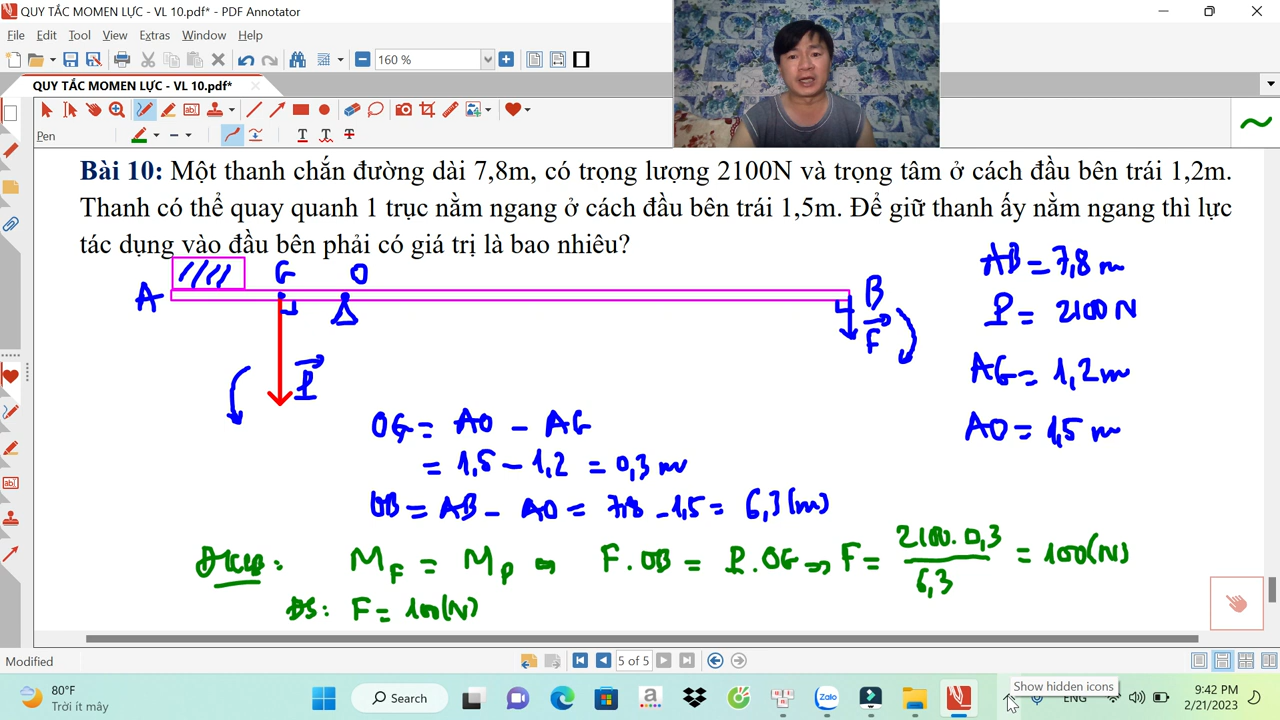 QUY TẮC MOMEN LỰC - VL 10.pdf* - PDF Annotator
File Edit Tool View Extras Window Help
160 %
QUY TẮC MOMEN LỰC - VL 10.pdf*
Pen
Bài 10: Một thanh chắn đường dài 7,8m, có trọng lượng 2100N và trọng tâm ở cách đầu bên trái 1,2m.
Thanh có thể quay quanh 1 trục nằm ngang ở cách đầu bên trái 1,5m. Để giữ thanh ấy nằm ngang thì lực
tác dụng vào đầu bên phải có giá trị là bao nhiêu?
A G O B
F
P
AB = 7,8 m
P = 2100 N
AG = 1,2 m
AO = 1,5 m
OG = AO - AG
= 1,5 - 1,2 = 0,3 m
OB = AB - AO = 7,8 - 1,5 = 6,3 (m)
ĐKCB: M_F = M_P => F.OB = P.OG => F = 2100.0,3 / 6,3 = 100(N)
ĐS: F = 100(N)
Modified
5 of 5
Show hidden icons
80°F
Trời ít mây
Search
Zalo
ENG
9:42 PM
2/21/2023